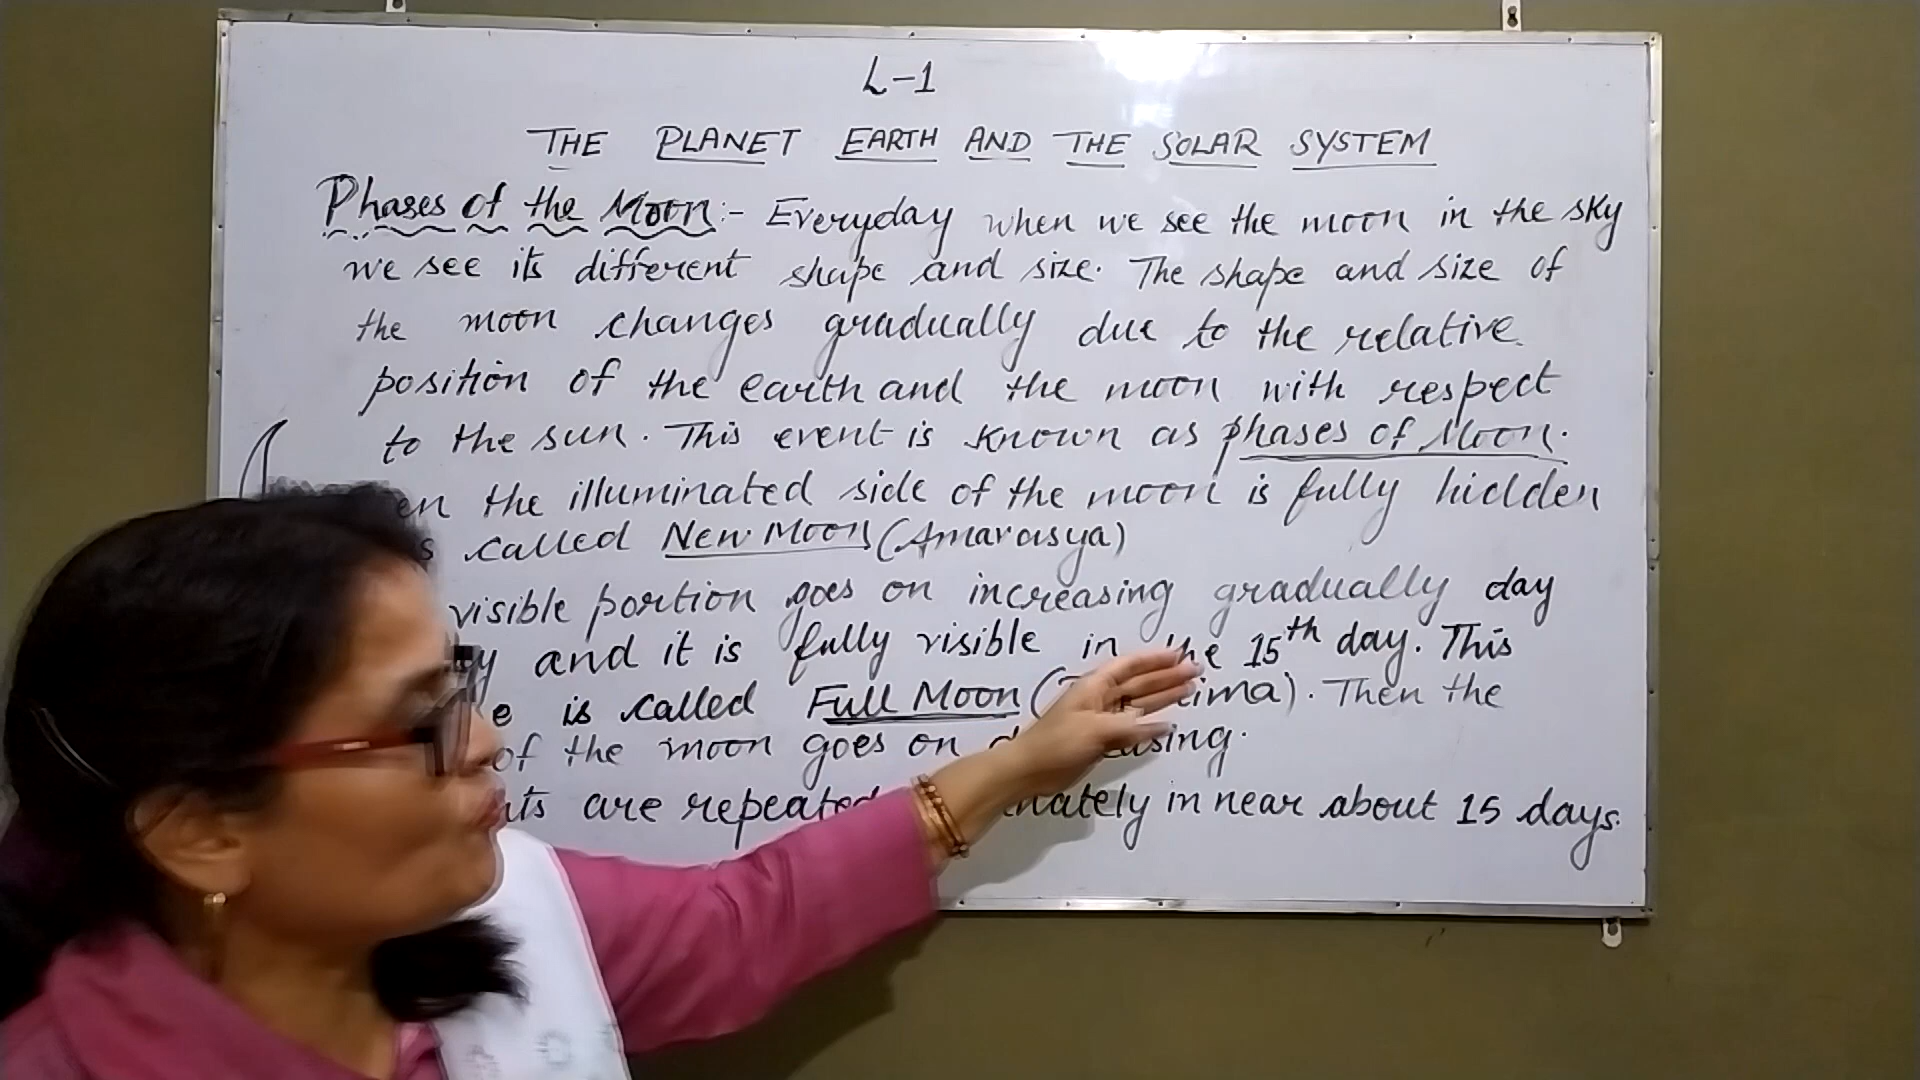 L-1
THE PLANET EARTH AND THE SOLAR SYSTEM
Phases of the Moon:- Everyday when we see the moon in the sky
we see its different shape and size. The shape and size of
the moon changes gradually due to the relative
position of the earth and the moon with respect
to the sun. This event is known as phases of Moon.
the illuminated side of the moon is fully hidden
called New Moon (Amavasya)
visible portion goes on increasing gradually day
and it is fully visible in the 15th day. This
is called Full Moon ( Then the
of the moon goes on
are repeated in near about 15 days.